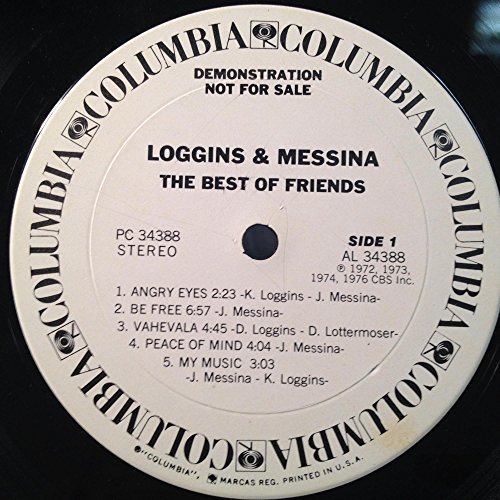 COLUMBIA COLUMBIA COLUMBIA COLUMBIA COLUMBIA COLUMBIA
DEMONSTRATION
NOT FOR SALE
LOGGINS & MESSINA
THE BEST OF FRIENDS
PC 34388
STEREO
SIDE 1
AL 34388
℗ 1972, 1973,
1974, 1976 CBS Inc.
1. ANGRY EYES 2:23 -K. Loggins - J. Messina-
2. BE FREE 6:57 -J. Messina-
3. VAHEVALA 4:45 -D. Loggins - D. Lottermoser-
4. PEACE OF MIND 4:04 -J. Messina-
5. MY MUSIC 3:03
-J. Messina - K. Loggins-
® "COLUMBIA", MARCAS REG. PRINTED IN U.S.A.